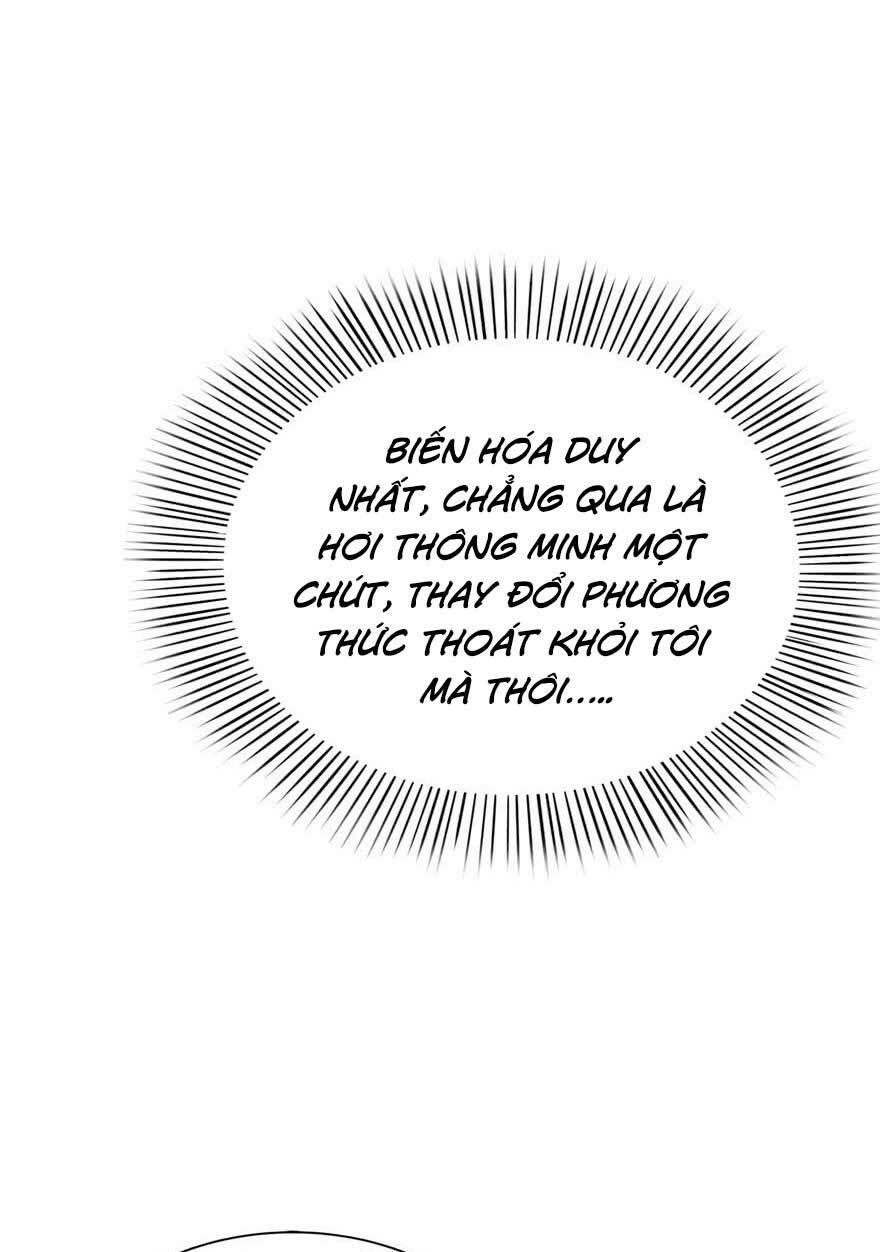 BIẾN HÓA DUY
NHẤT, CHẲNG QUA LÀ
HƠI THÔNG MINH MỘT
CHÚT, THAY ĐỔI PHƯƠNG
THỨC THOÁT KHỎI TÔI
MÀ THÔI.....